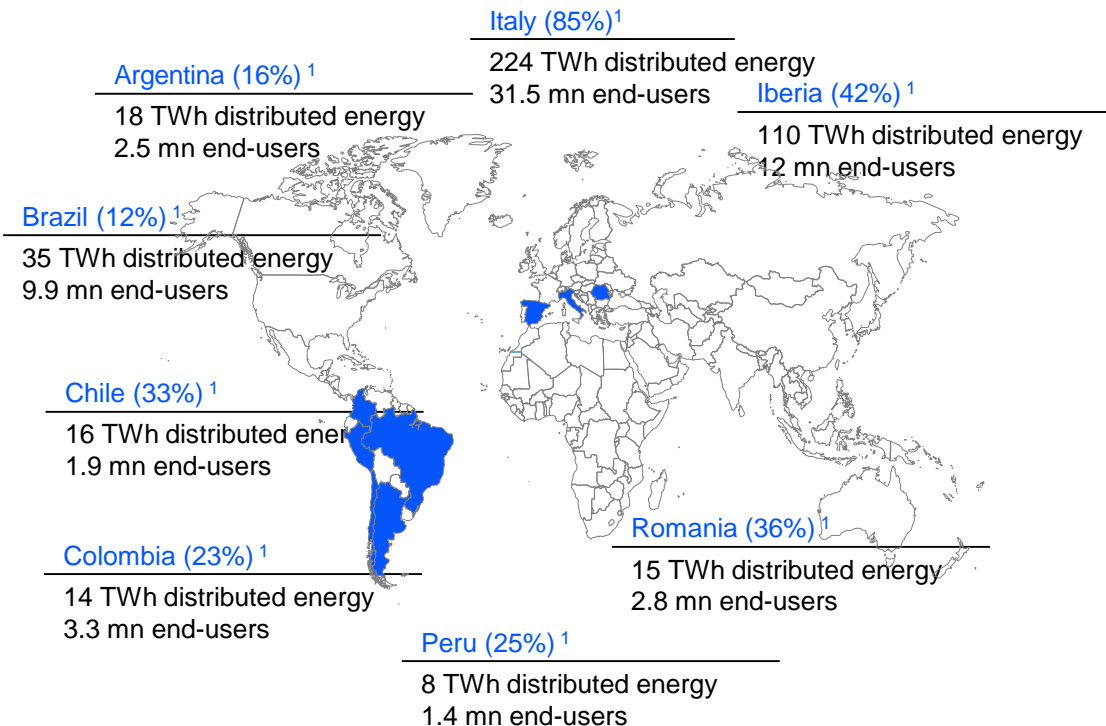 Italy (85%)1
224 TWh distributed energy
31.5 mn end-users
Argentina (16%) 1
18 TWh distributed energy
2.5 mn end-users
Iberia (42%) 1
110 TWh distributed energy
12 mn end-users
Brazil (12%) 1
35 TWh distributed energy
9.9 mn end-users
Chile (33%) 1
16 TWh distributed ener
1.9 mn end-users
Colombia (23%) 1
14 TWh distributed energy
3.3 mn end-users
Romania (36%) 1
15 TWh distributed energy
2.8 mn end-users
Peru (25%) 1
8 TWh distributed energy
1.4 mn end-users